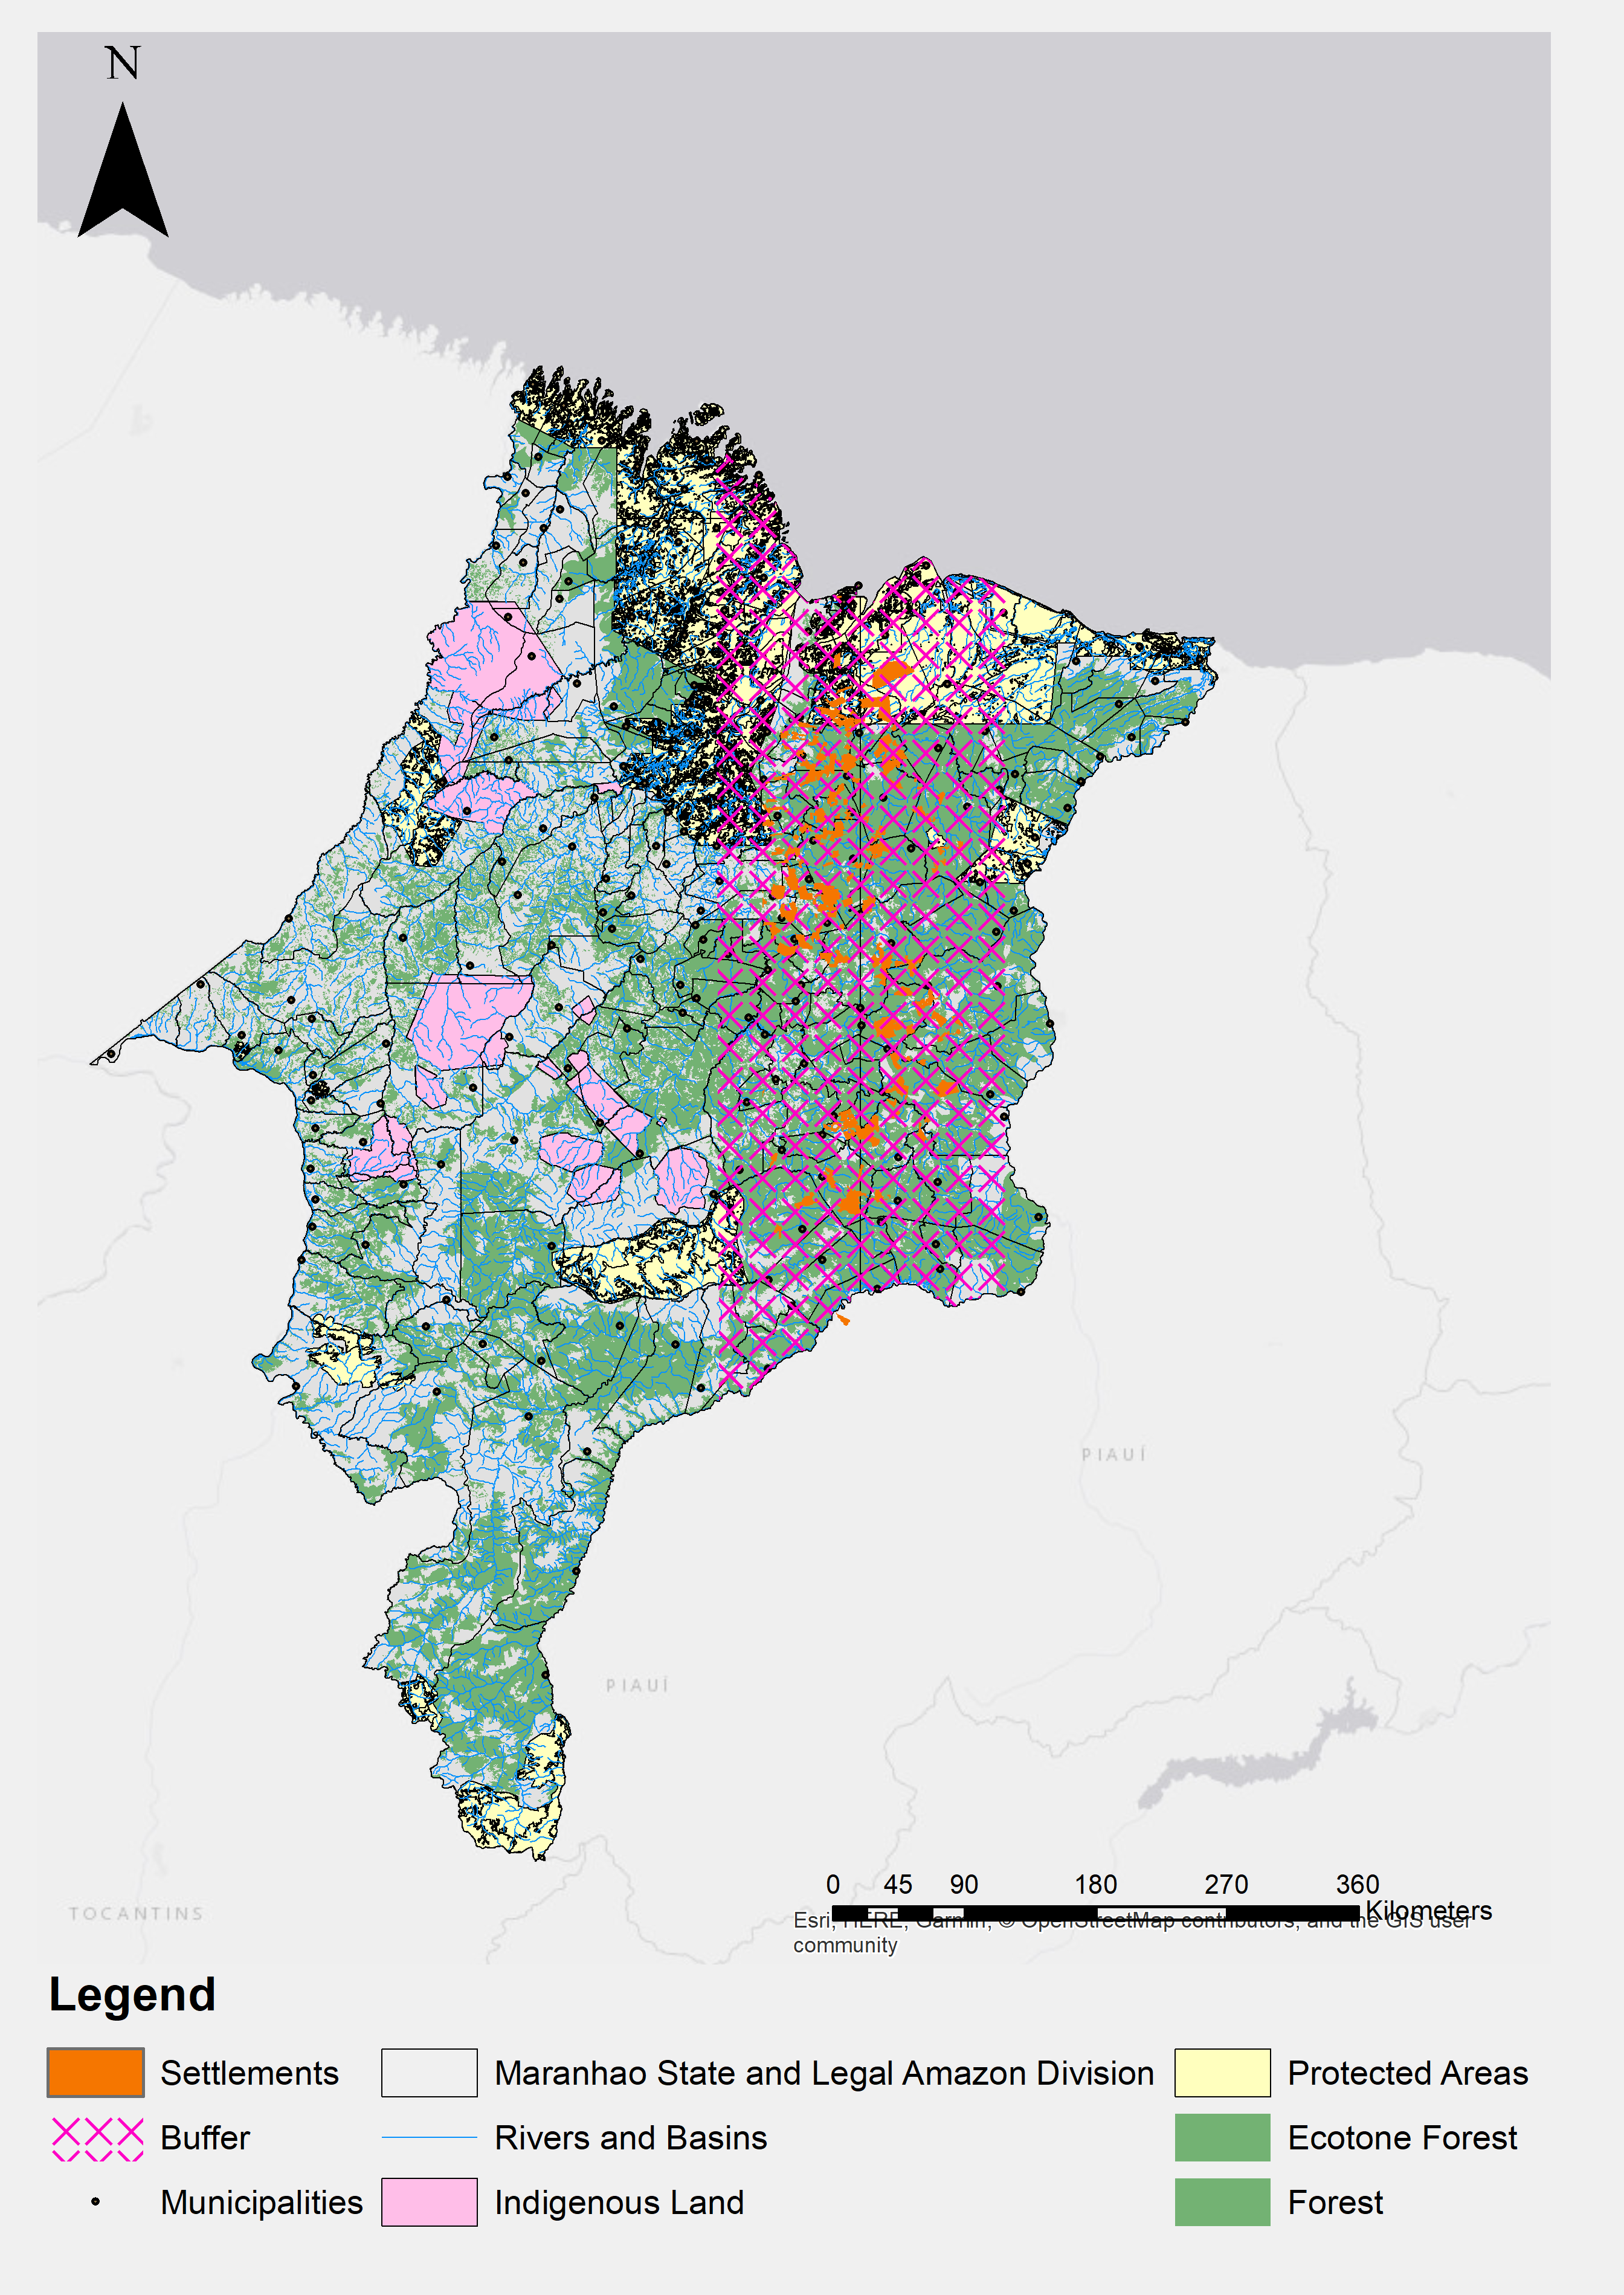 N
PIAUÍ
PIAUÍ
TOCANTINS
0 45 90 180 270 360
Kilometers
Esri, HERE, Garmin, © OpenStreetMap contributors, and the GIS user
community
Legend
Settlements
Maranhao State and Legal Amazon Division
Protected Areas
Buffer
Rivers and Basins
Ecotone Forest
Municipalities
Indigenous Land
Forest